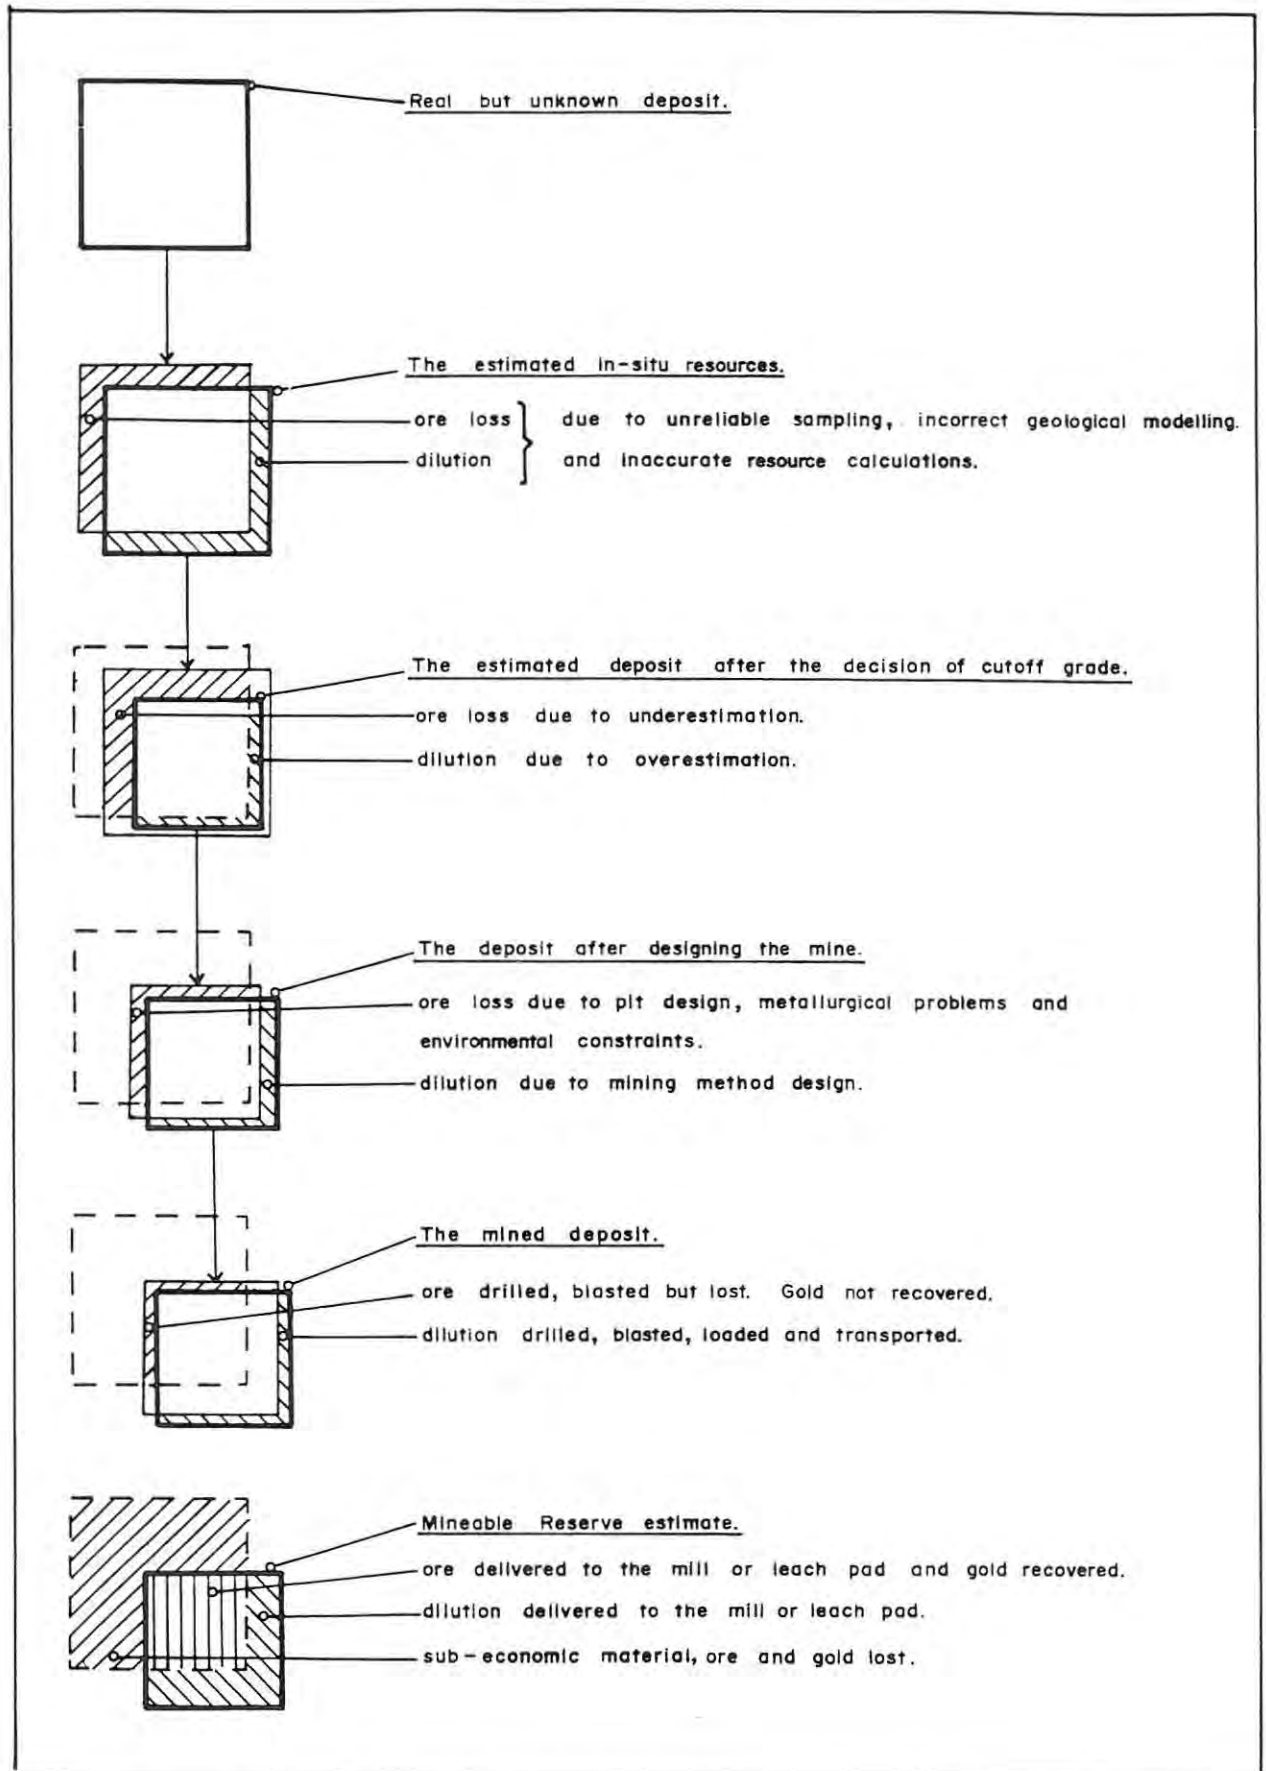 Real but unknown deposit.
The estimated in-situ resources.
ore loss } due to unreliable sampling, incorrect geological modelling.
dilution } and inaccurate resource calculations.
The estimated deposit after the decision of cutoff grade.
ore loss due to underestimation.
dilution due to overestimation.
The deposit after designing the mine.
ore loss due to pit design, metallurgical problems and
environmental constraints.
dilution due to mining method design.
The mined deposit.
ore drilled, blasted but lost. Gold not recovered.
dilution drilled, blasted, loaded and transported.
Mineable Reserve estimate.
ore delivered to the mill or leach pad and gold recovered.
dilution delivered to the mill or leach pad.
sub-economic material, ore and gold lost.